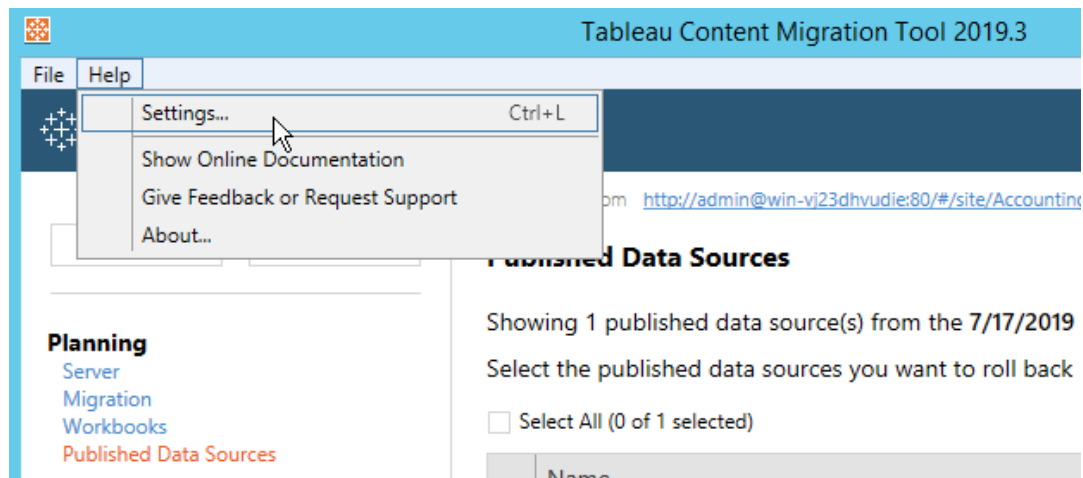 Tableau Content Migration Tool 2019.3
File Help
Settings... Ctrl+L
Show Online Documentation
Give Feedback or Request Support
About...
http://admin@win-vj23dhvudie:80/#/site/Accounting
Published Data Sources
Showing 1 published data source(s) from the 7/17/2019
Select the published data sources you want to roll back
Select All (0 of 1 selected)
Name
Planning
Server
Migration
Workbooks
Published Data Sources